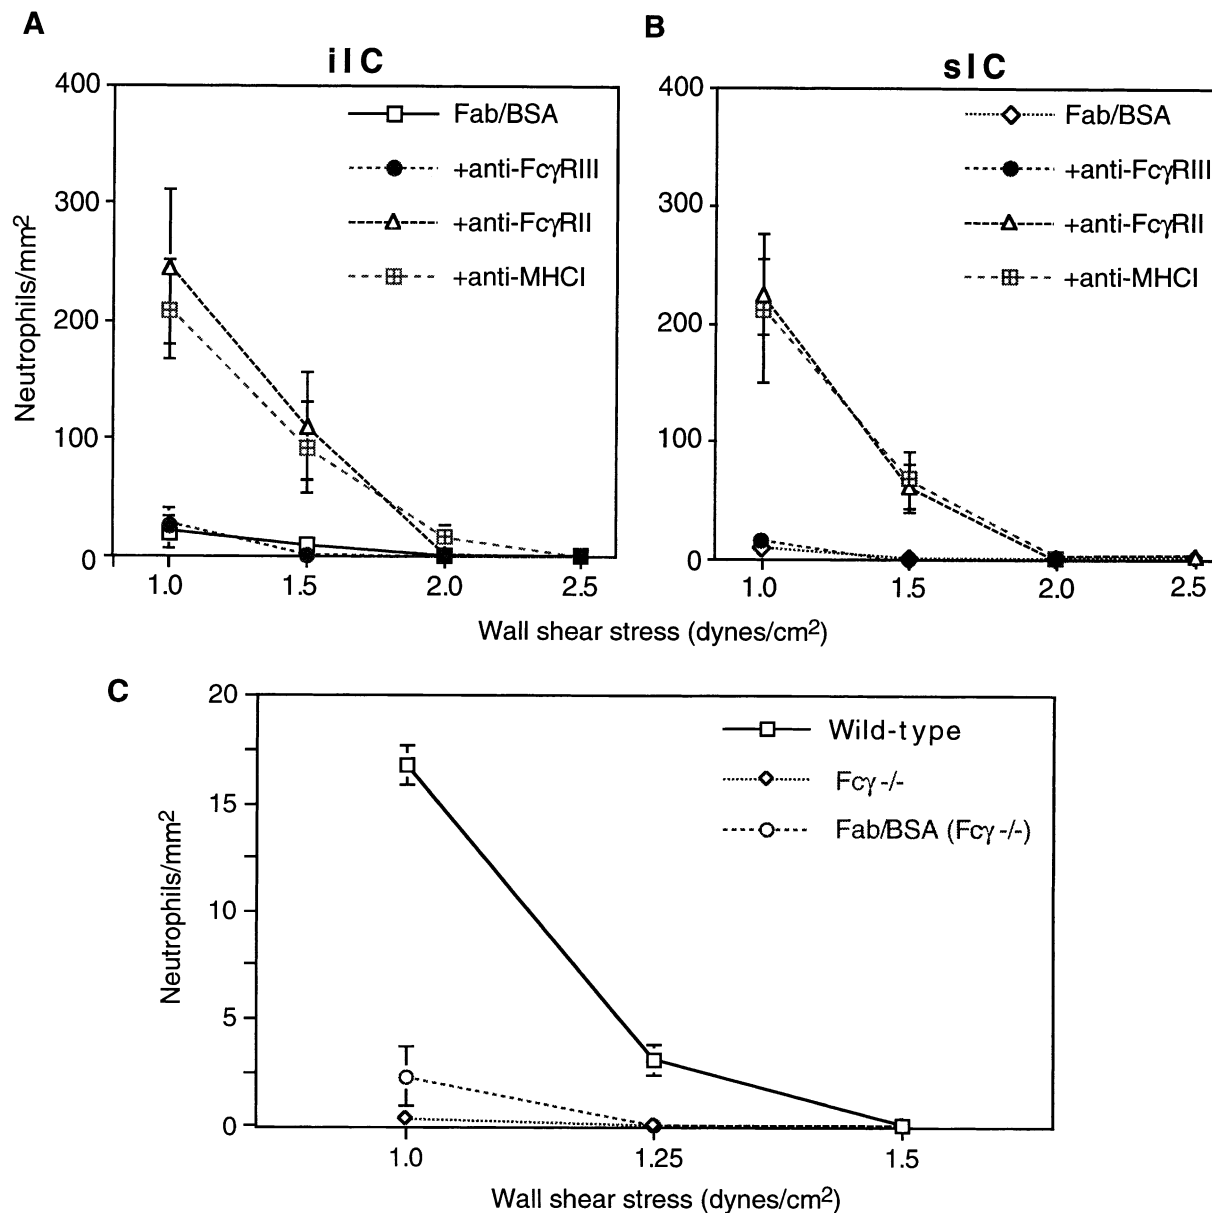 A
iIC
400
300
200
100
0
Neutrophils/mm²
Fab/BSA
+anti-FcγRIII
+anti-FcγRII
+anti-MHCI
1.0 1.5 2.0 2.5
B
sIC
400
300
200
100
0
Fab/BSA
+anti-FcγRIII
+anti-FcγRII
+anti-MHCI
1.0 1.5 2.0 2.5
Wall shear stress (dynes/cm²)
C
20
15
10
5
0
Neutrophils/mm²
Wild-type
Fcγ -/-
Fab/BSA (Fcγ -/-)
1.0 1.25 1.5
Wall shear stress (dynes/cm²)